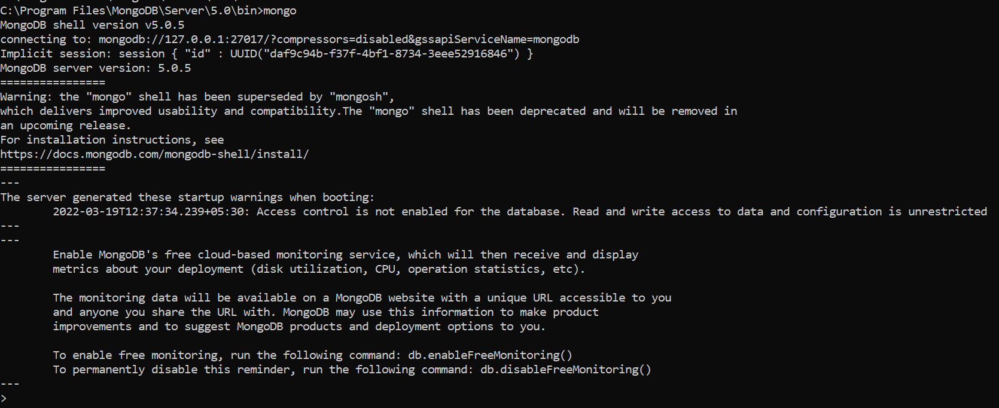 C:\Program Files\MongoDB\Server\5.0\bin>mongo
MongoDB shell version v5.0.5
connecting to: mongodb://127.0.0.1:27017/?compressors=disabled&gssapiServiceName=mongodb
Implicit session: session { "id" : UUID("daf9c94b-f37f-4bf1-8734-3eee52916846") }
MongoDB server version: 5.0.5
================
Warning: the "mongo" shell has been superseded by "mongosh",
which delivers improved usability and compatibility.The "mongo" shell has been deprecated and will be removed in
an upcoming release.
For installation instructions, see
https://docs.mongodb.com/mongodb-shell/install/
================
---
The server generated these startup warnings when booting:
        2022-03-19T12:37:34.239+05:30: Access control is not enabled for the database. Read and write access to data and configuration is unrestricted
---
---
        Enable MongoDB's free cloud-based monitoring service, which will then receive and display
        metrics about your deployment (disk utilization, CPU, operation statistics, etc).

        The monitoring data will be available on a MongoDB website with a unique URL accessible to you
        and anyone you share the URL with. MongoDB may use this information to make product
        improvements and to suggest MongoDB products and deployment options to you.

        To enable free monitoring, run the following command: db.enableFreeMonitoring()
        To permanently disable this reminder, run the following command: db.disableFreeMonitoring()
---
>